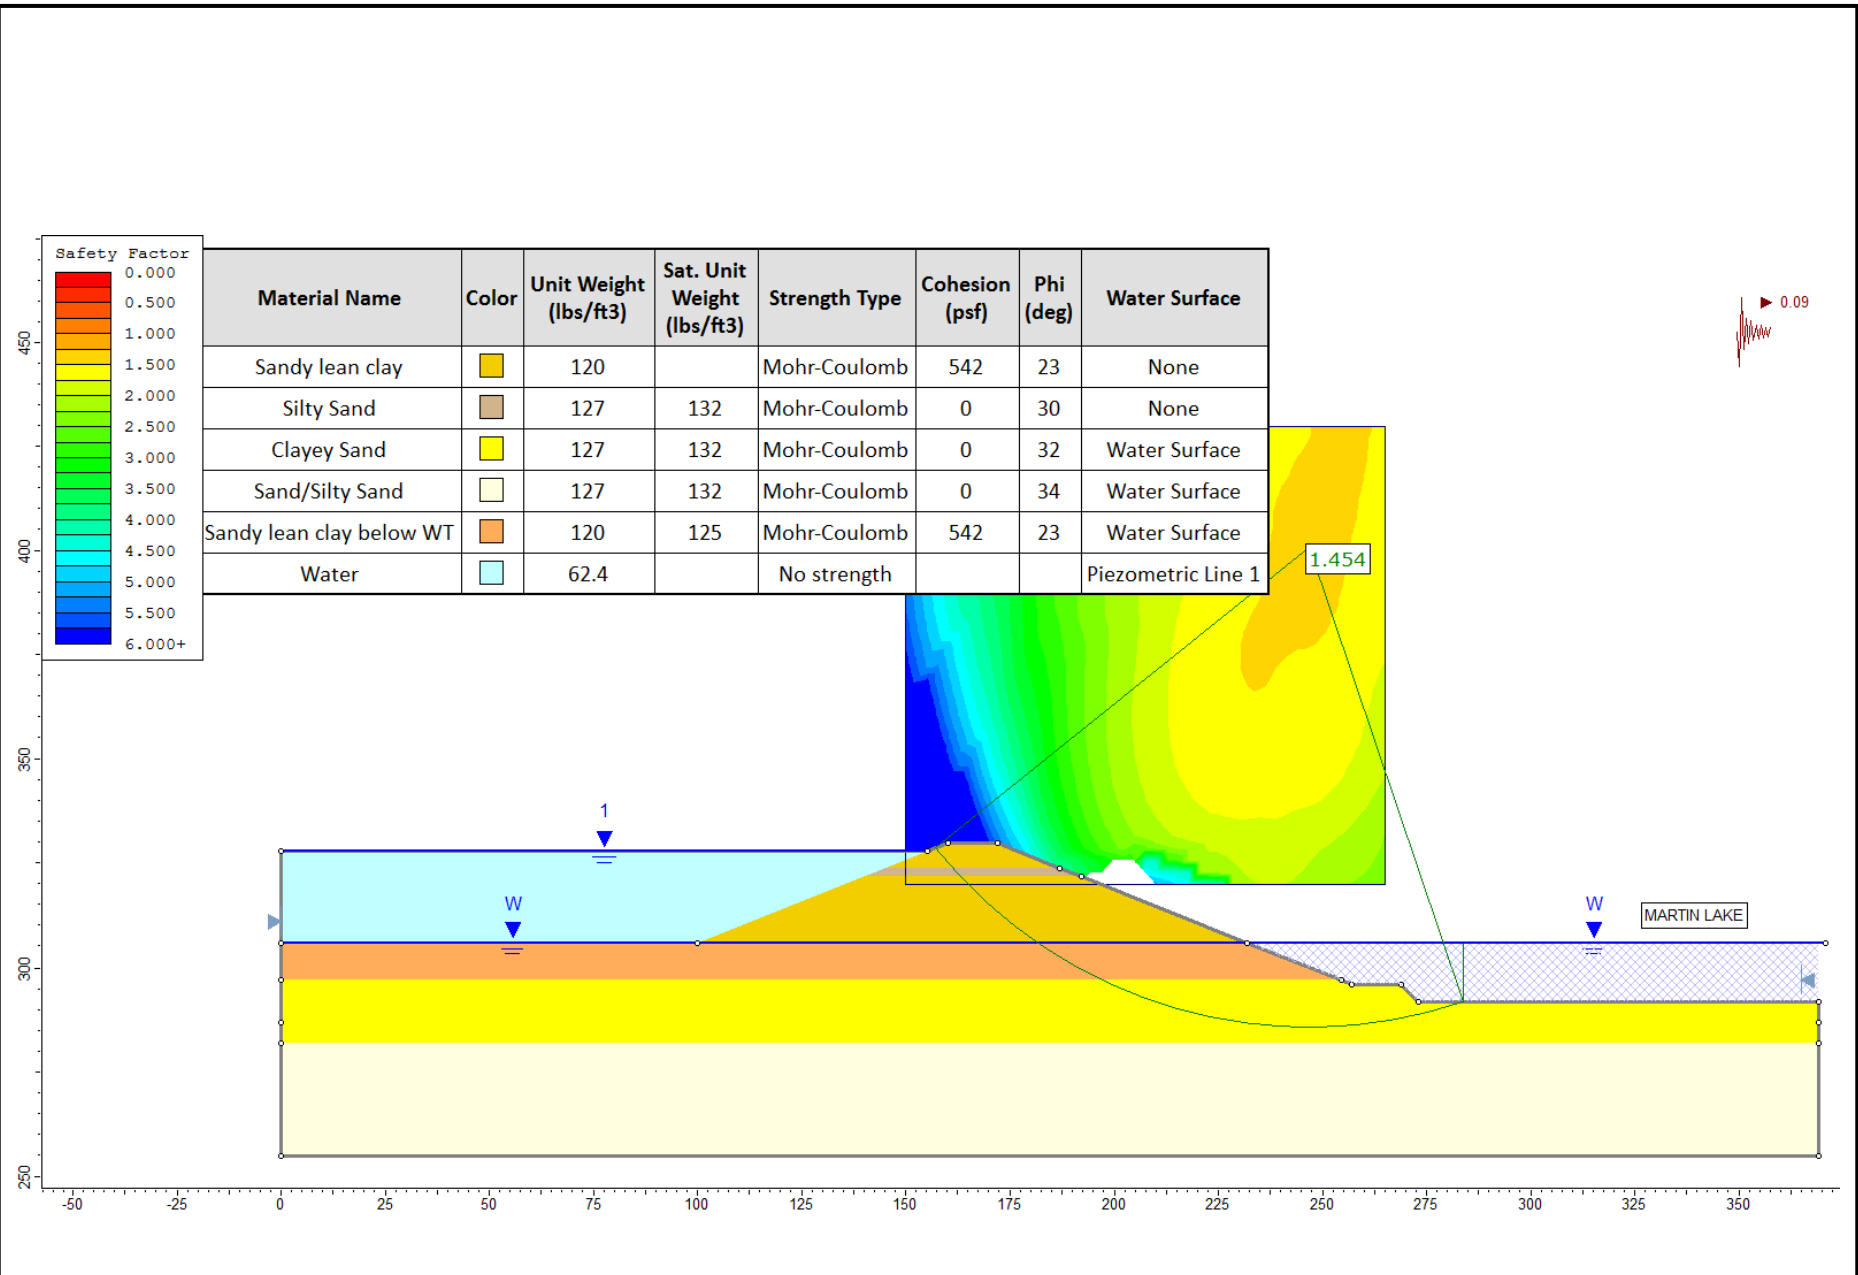 Safety Factor
0.000
0.500
1.000
1.500
2.000
2.500
3.000
3.500
4.000
4.500
5.000
5.500
6.000+
Material Name Color Unit Weight (lbs/ft3) Sat. Unit Weight (lbs/ft3) Strength Type Cohesion (psf) Phi (deg) Water Surface
Sandy lean clay 120 Mohr-Coulomb 542 23 None
Silty Sand 127 132 Mohr-Coulomb 0 30 None
Clayey Sand 127 132 Mohr-Coulomb 0 32 Water Surface
Sand/Silty Sand 127 132 Mohr-Coulomb 0 34 Water Surface
Sandy lean clay below WT 120 125 Mohr-Coulomb 542 23 Water Surface
Water 62.4 No strength Piezometric Line 1
0.09
1.454
1
W
W
MARTIN LAKE
450
400
350
300
250
-50 -25 0 25 50 75 100 125 150 175 200 225 250 275 300 325 350